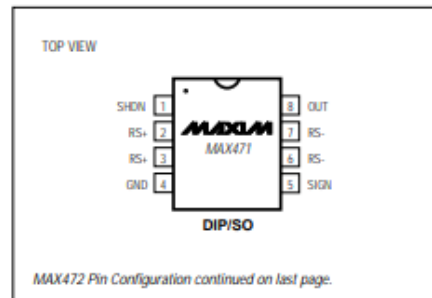 TOP VIEW
SHDN 1 8 OUT
RS+ 2 MAXIM 7 RS-
RS+ 3 MAX471 6 RS-
GND 4 5 SIGN
DIP/SO
MAX472 Pin Configuration continued on last page.